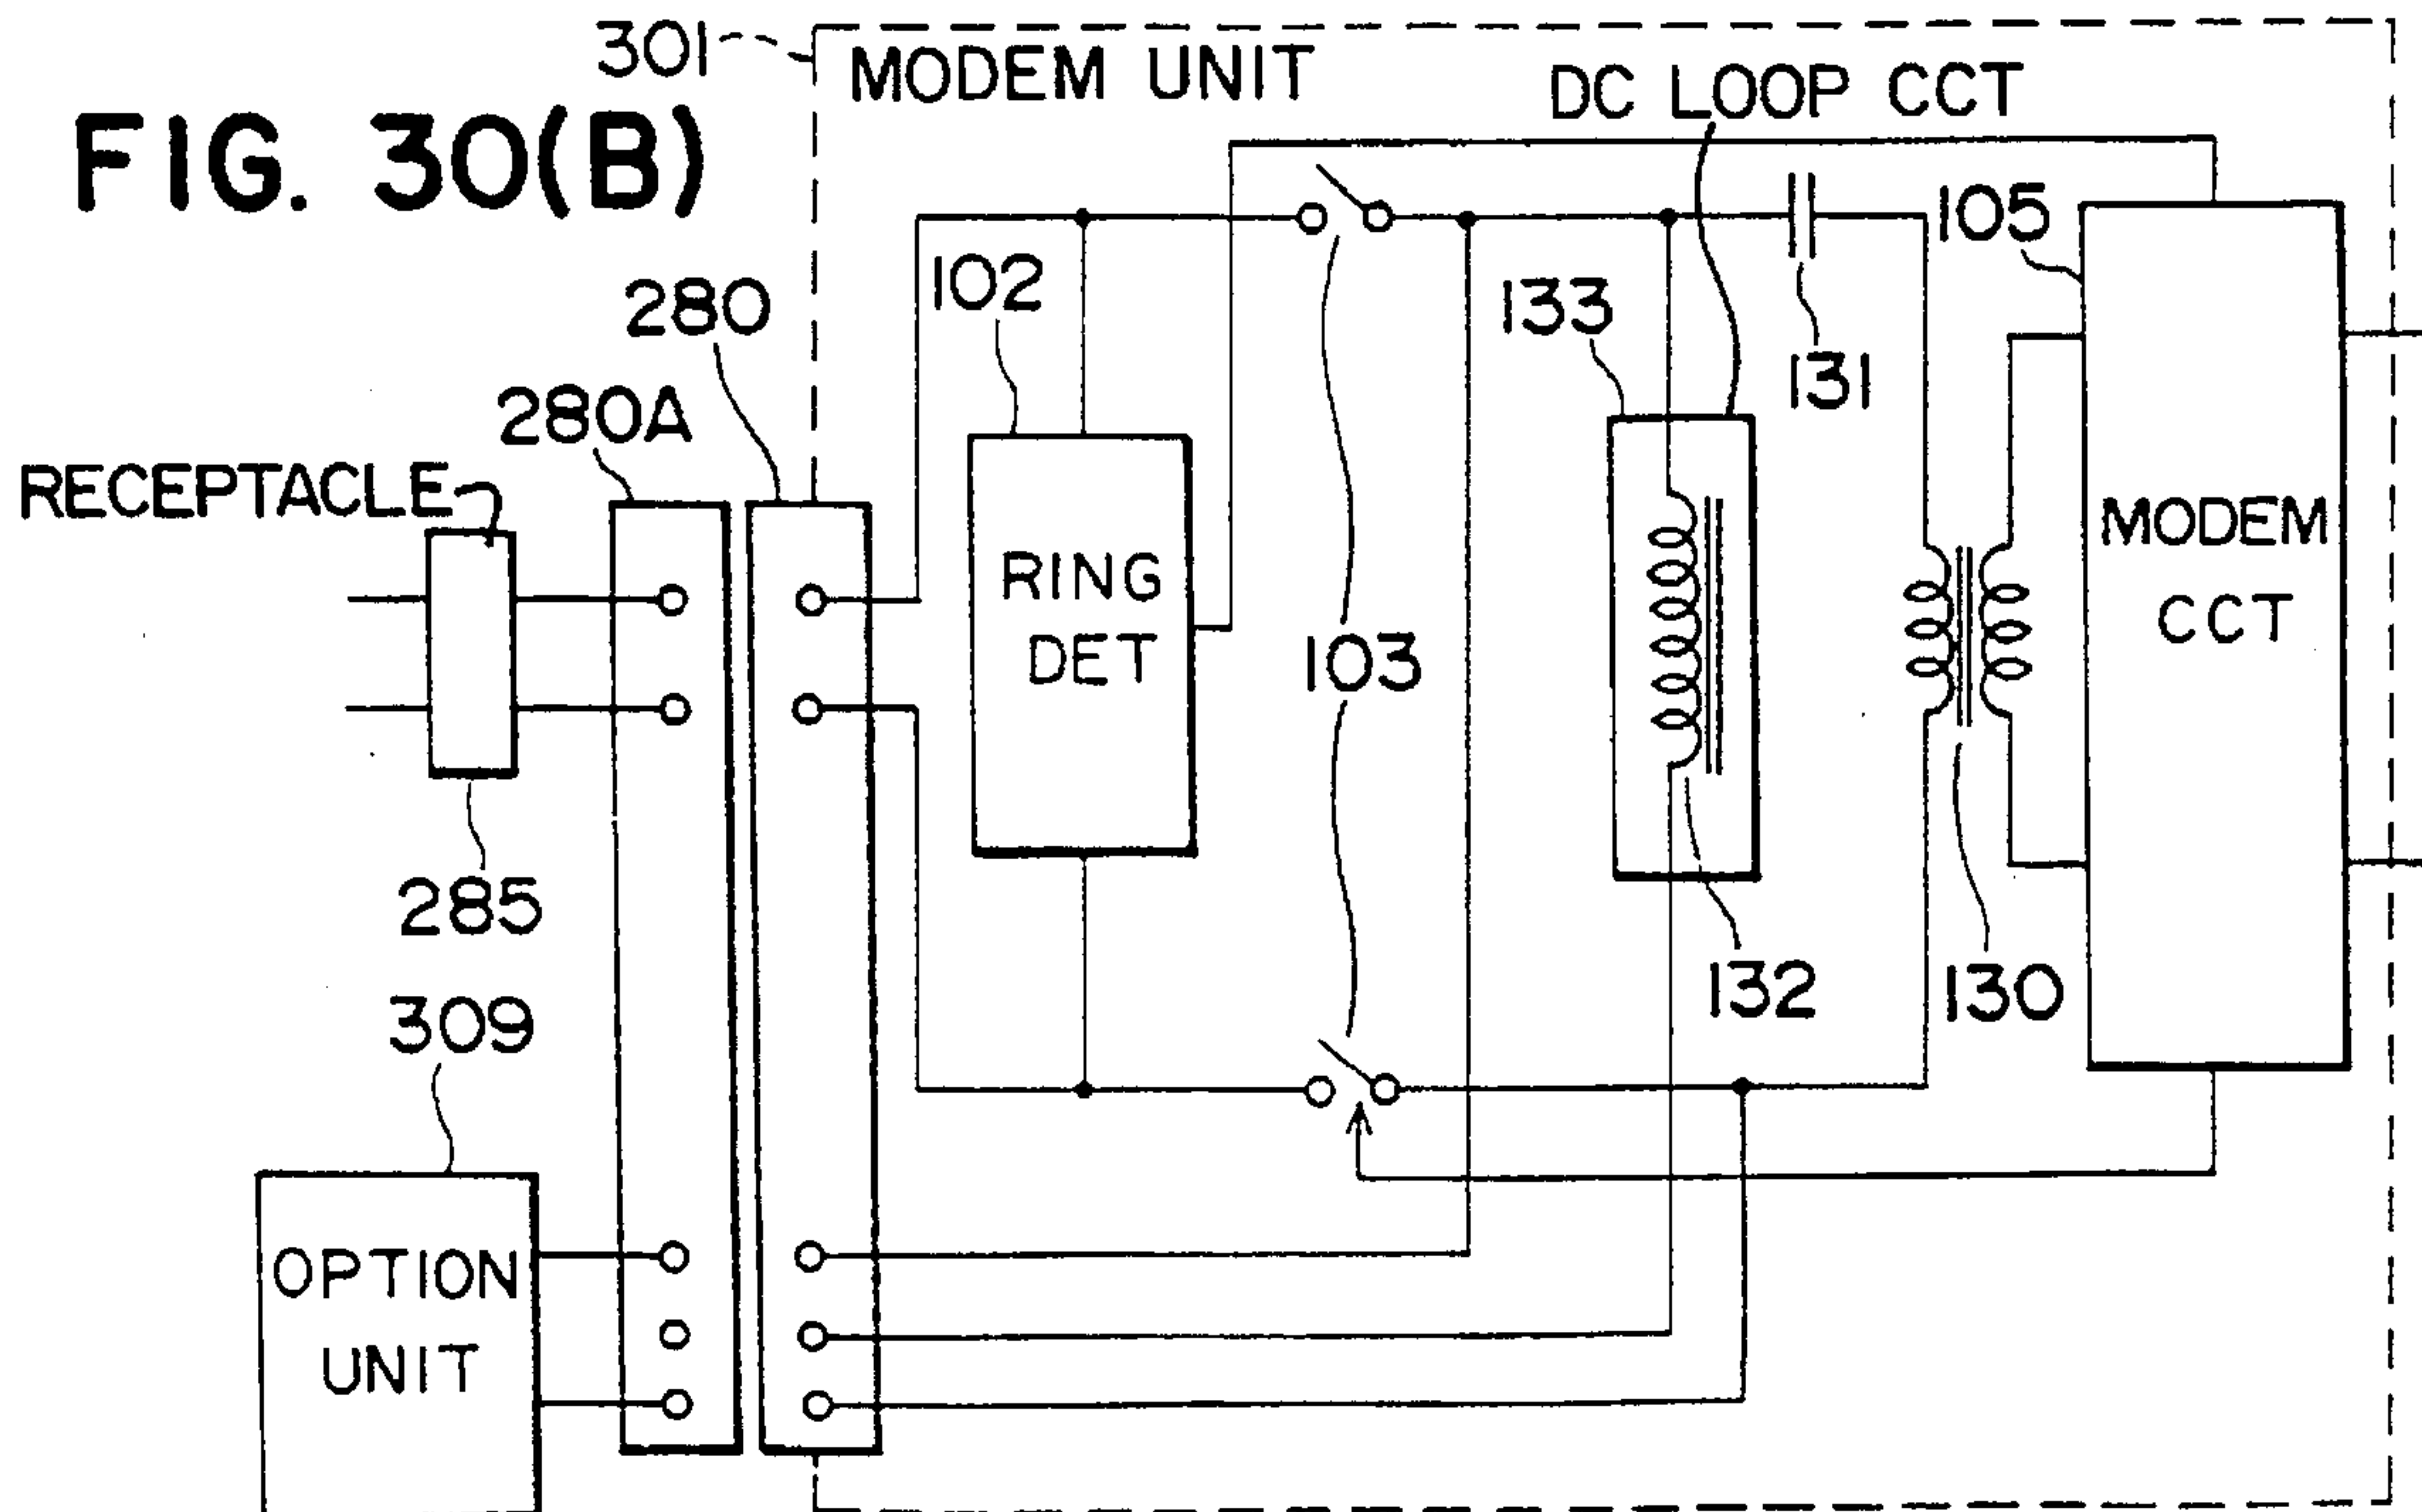 301
MODEM UNIT
DC LOOP CCT
FIG. 30(B)
105
102
280
133
131
280A
RECEPTACLE
MODEM
CCT
RING
DET
103
285
132
130
309
OPTION
UNIT